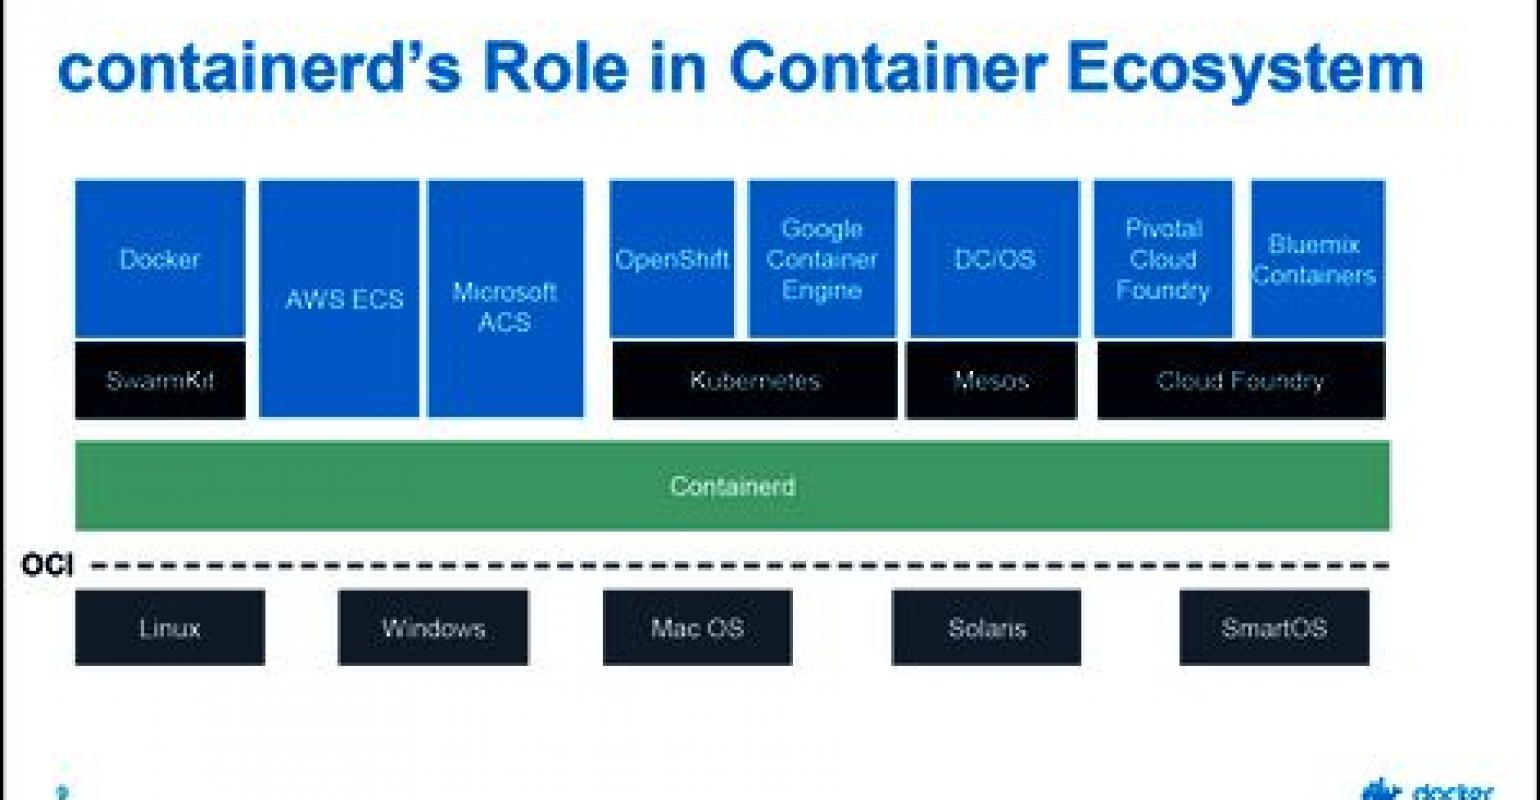 containerd's Role in Container Ecosystem
Docker
AWS ECS
Microsoft
ACS
OpenShift
Google
Container
Engine
DC/OS
Pivotal
Cloud
Foundry
Bluemix
Containers
SwarmKit
Kubernetes
Mesos
Cloud Foundry
Containerd
OCI
Linux
Windows
Mac OS
Solaris
SmartOS
docker